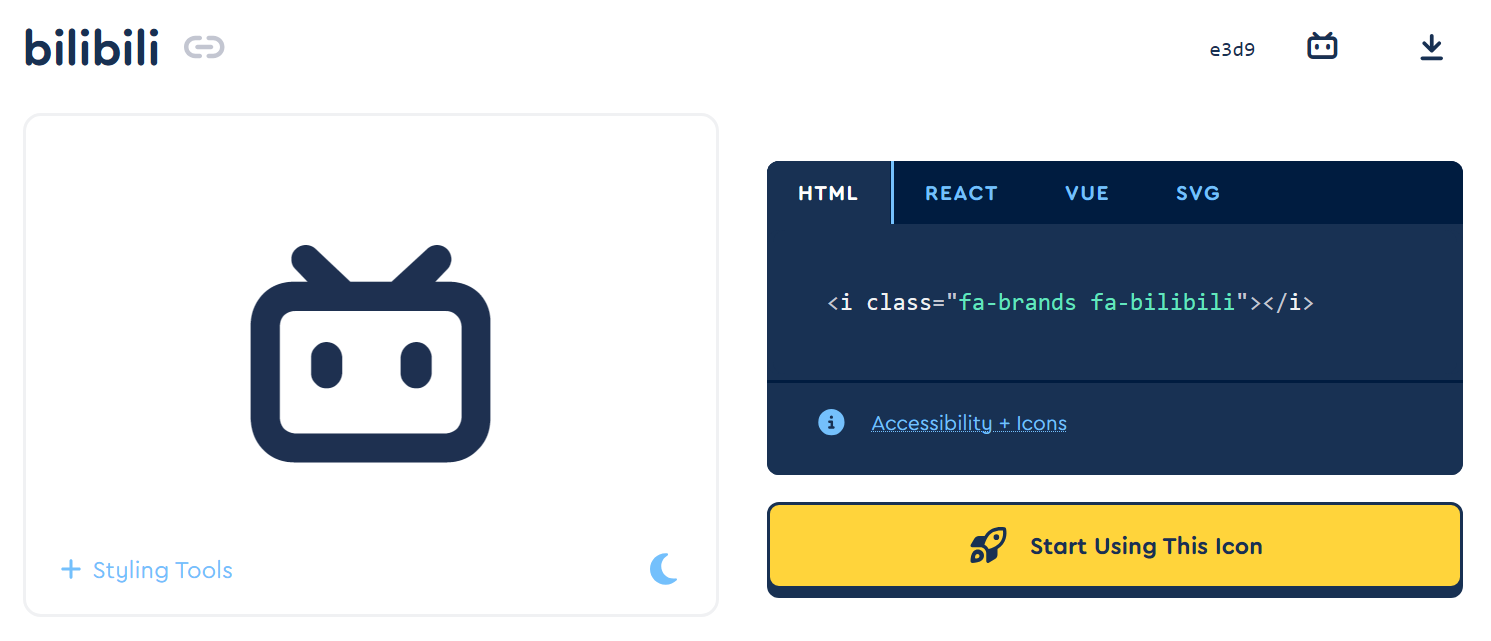 bilibili
e3d9
HTML REACT VUE SVG
<i class="fa-brands fa-bilibili"></i>
Accessibility + Icons
Start Using This Icon
Styling Tools